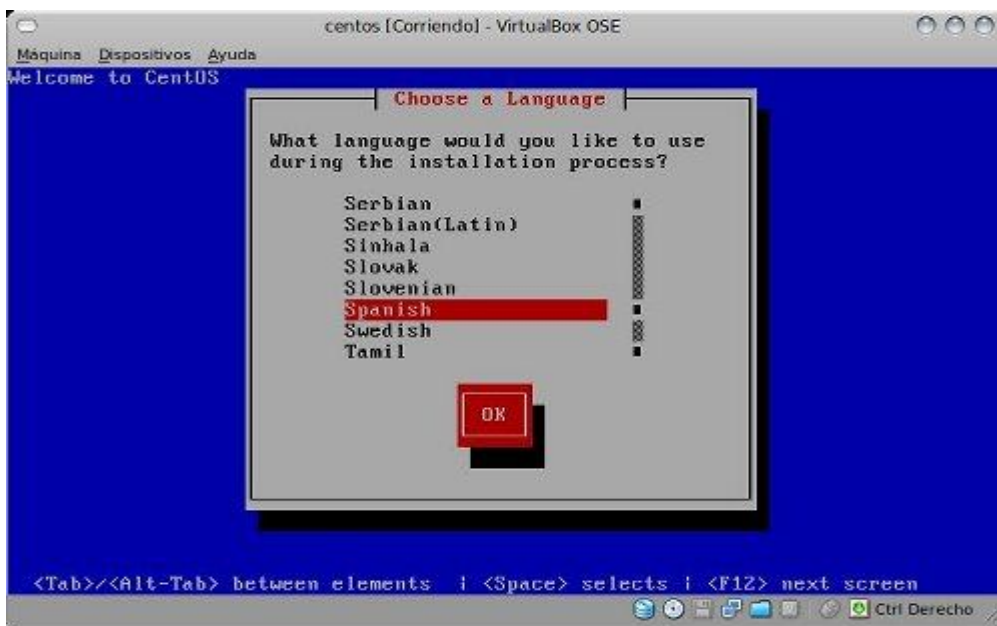 centos [Corriendo] - VirtualBox OSE
Máquina Dispositivos Ayuda
Welcome to CentOS
Choose a Language
What language would you like to use
during the installation process?
Serbian
Serbian(Latin)
Sinhala
Slovak
Slovenian
Spanish
Swedish
Tamil
OK
<Tab>/<Alt-Tab> between elements | <Space> selects | <F12> next screen
Ctrl Derecho